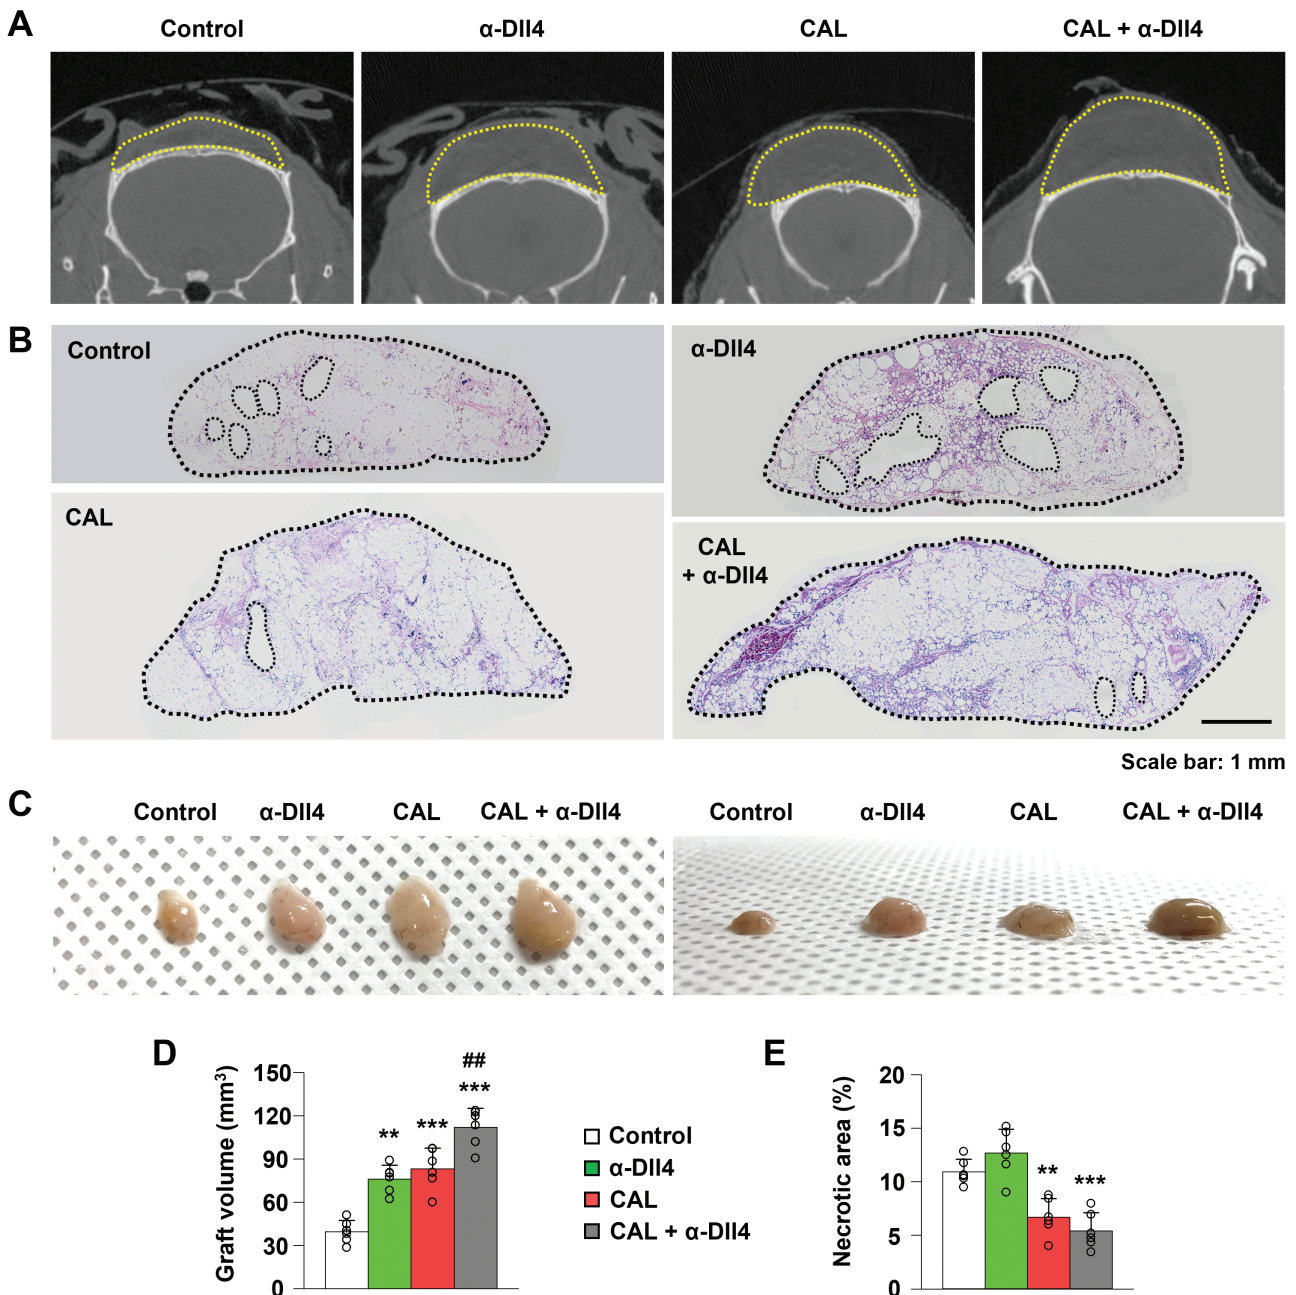 A
Control
α-Dll4
CAL
CAL + α-Dll4
B
Control
α-Dll4
CAL
CAL
+ α-Dll4
Scale bar: 1 mm
C
Control
α-Dll4
CAL
CAL + α-Dll4
Control
α-Dll4
CAL
CAL + α-Dll4
D
Graft volume (mm³)
150
120
90
60
30
0
**
***
##
***
Control
α-Dll4
CAL
CAL + α-Dll4
E
Necrotic area (%)
20
15
10
5
0
**
***